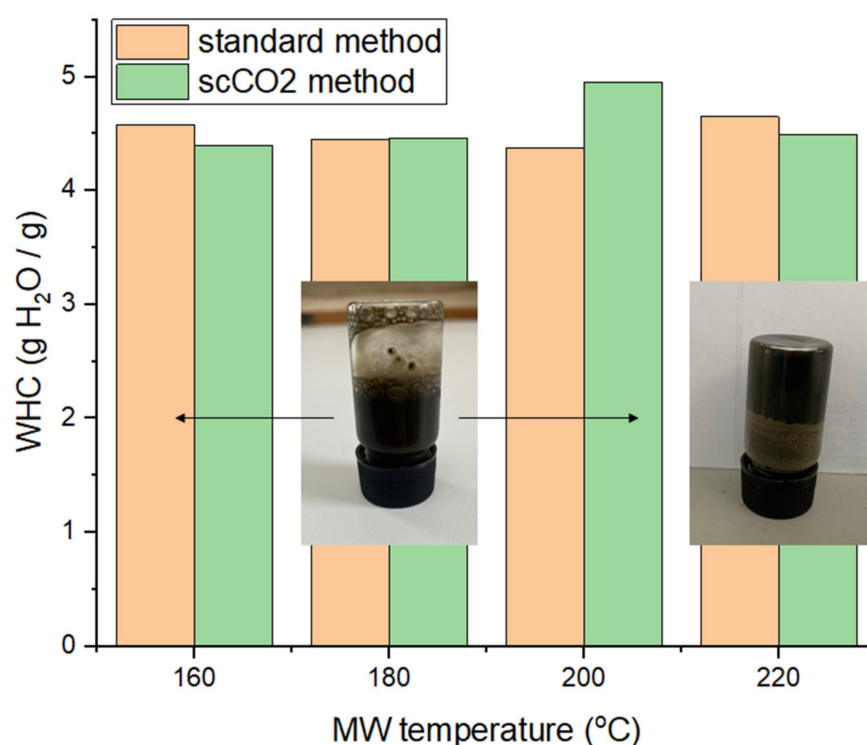 standard method
scCO2 method
WHC (g H₂O / g)
5
4
3
2
1
0
160
180
200
220
MW temperature (ºC)